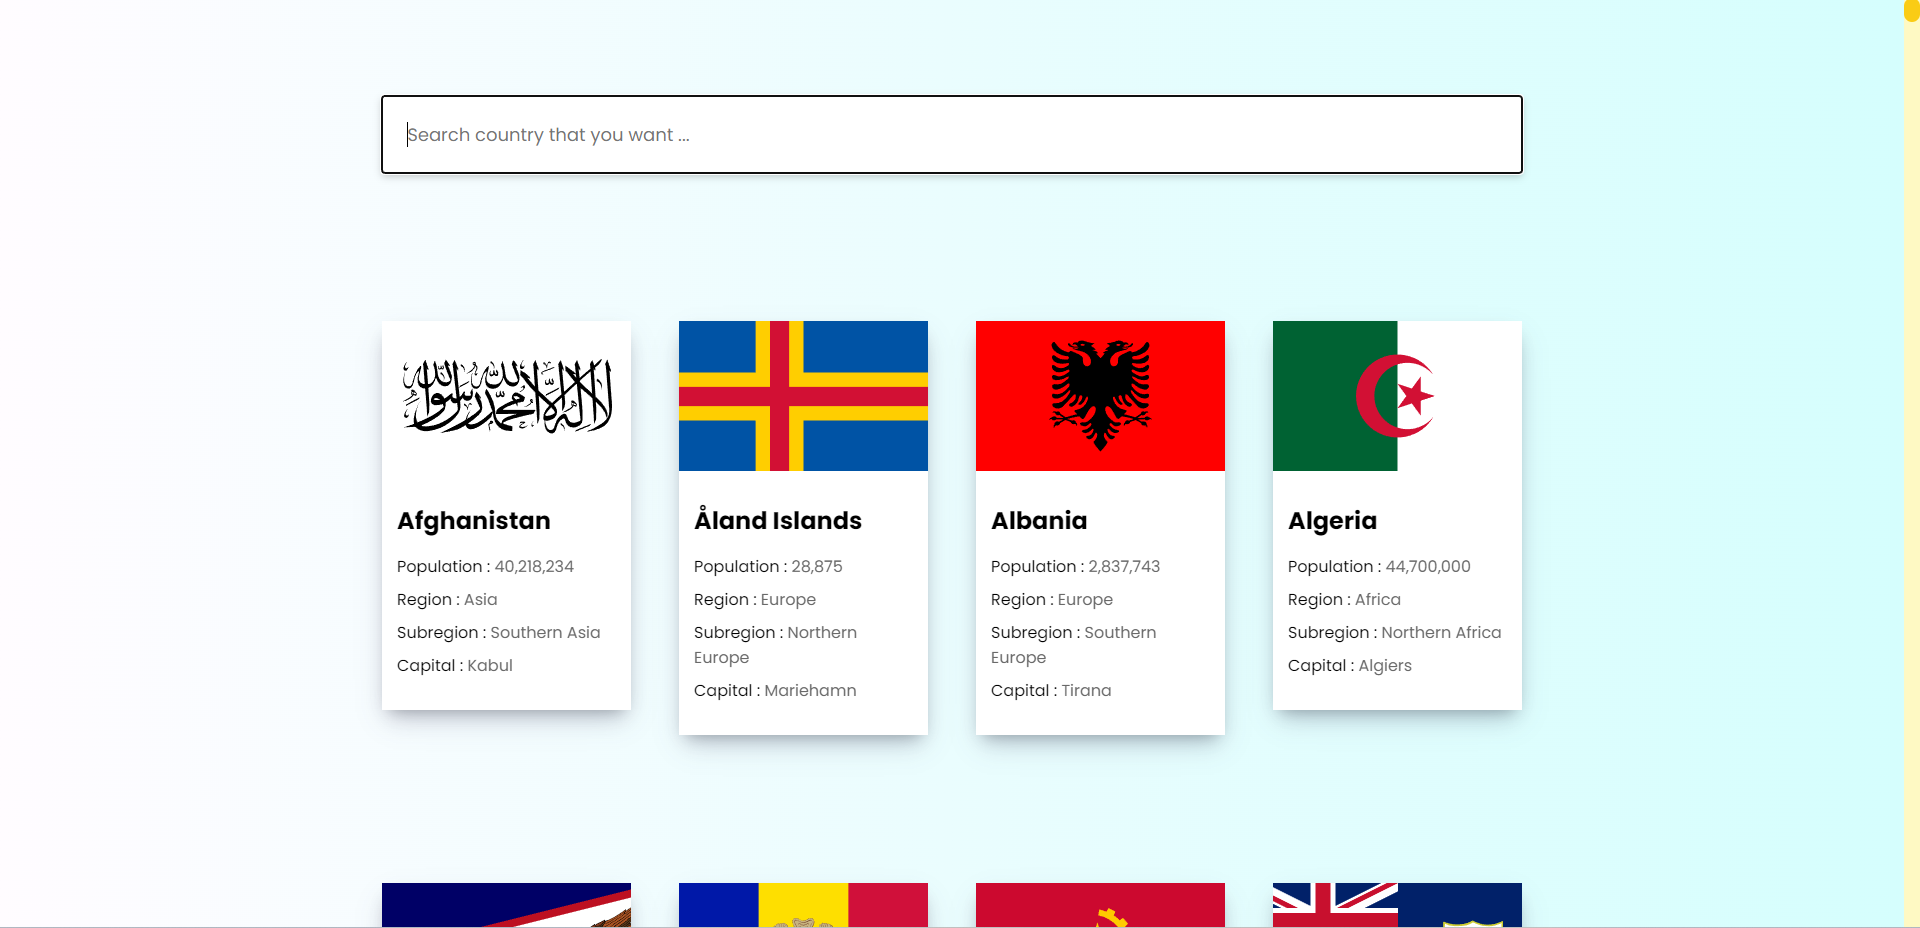 Search country that you want ...
لا إله إلا الله محمد رسول الله
Afghanistan
Population : 40,218,234
Region : Asia
Subregion : Southern Asia
Capital : Kabul
Åland Islands
Population : 28,875
Region : Europe
Subregion : Northern
Europe
Capital : Mariehamn
Albania
Population : 2,837,743
Region : Europe
Subregion : Southern
Europe
Capital : Tirana
Algeria
Population : 44,700,000
Region : Africa
Subregion : Northern Africa
Capital : Algiers